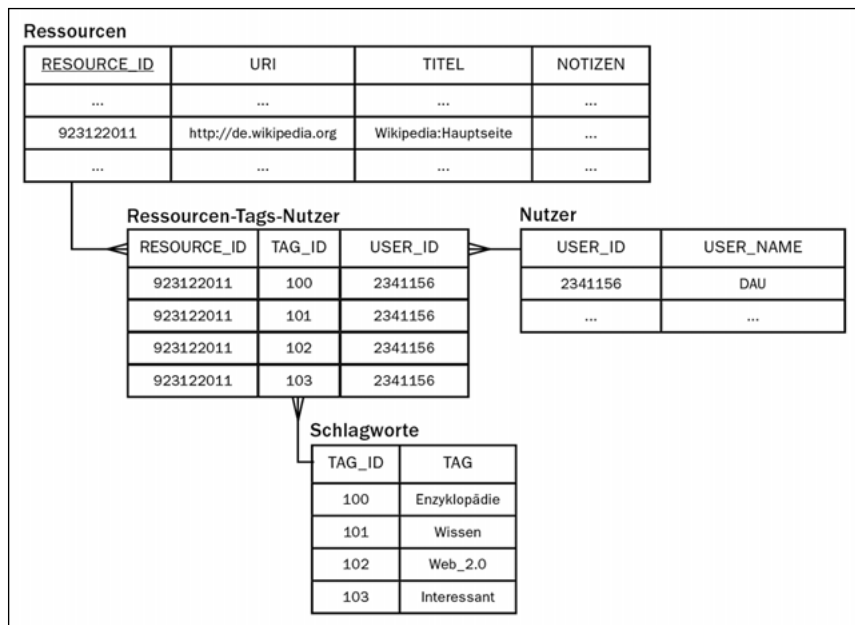 Ressourcen
RESOURCE_ID URI TITEL NOTIZEN
... ... ... ...
923122011 http://de.wikipedia.org Wikipedia:Hauptseite ...
... ... ... ...
Ressourcen-Tags-Nutzer
RESOURCE_ID TAG_ID USER_ID
923122011 100 2341156
923122011 101 2341156
923122011 102 2341156
923122011 103 2341156
Nutzer
USER_ID USER_NAME
2341156 DAU
... ...
Schlagworte
TAG_ID TAG
100 Enzyklopädie
101 Wissen
102 Web_2.0
103 Interessant